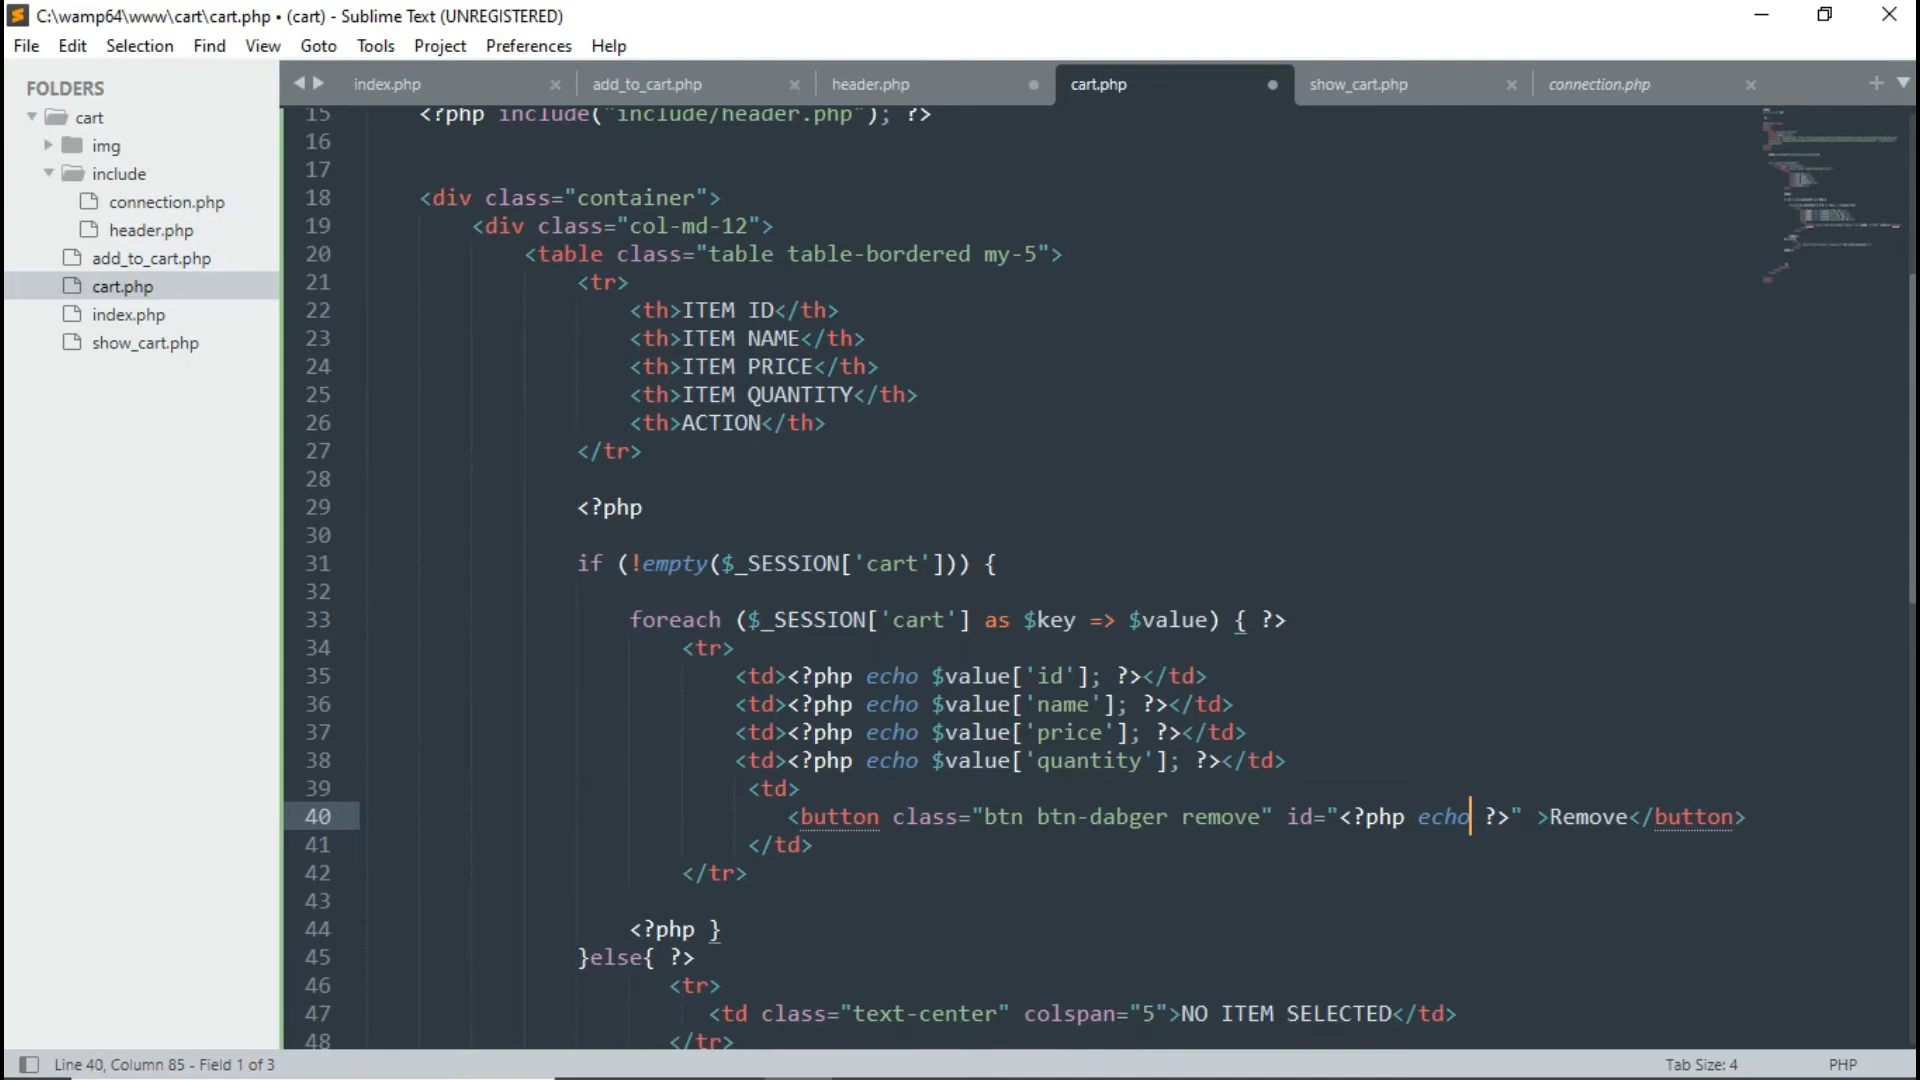 C:\wamp64\www\cart\cart.php • (cart) - Sublime Text (UNREGISTERED)
File Edit Selection Find View Goto Tools Project Preferences Help
FOLDERS
cart
img
include
connection.php
header.php
add_to_cart.php
cart.php
index.php
show_cart.php
index.php add_to_cart.php header.php cart.php show_cart.php connection.php
15 <?php include("include/header.php"); ?>
16
17
18 <div class="container">
19 <div class="col-md-12">
20 <table class="table table-bordered my-5">
21 <tr>
22 <th>ITEM ID</th>
23 <th>ITEM NAME</th>
24 <th>ITEM PRICE</th>
25 <th>ITEM QUANTITY</th>
26 <th>ACTION</th>
27 </tr>
28
29 <?php
30
31 if (!empty($_SESSION['cart'])) {
32
33 foreach ($_SESSION['cart'] as $key => $value) { ?>
34 <tr>
35 <td><?php echo $value['id']; ?></td>
36 <td><?php echo $value['name']; ?></td>
37 <td><?php echo $value['price']; ?></td>
38 <td><?php echo $value['quantity']; ?></td>
39 <td>
40 <button class="btn btn-dabger remove" id="<?php echo ?>" >Remove</button>
41 </td>
42 </tr>
43
44 <?php }
45 }else{ ?>
46 <tr>
47 <td class="text-center" colspan="5">NO ITEM SELECTED</td>
48 </tr>
Line 40, Column 85 - Field 1 of 3 Tab Size: 4 PHP